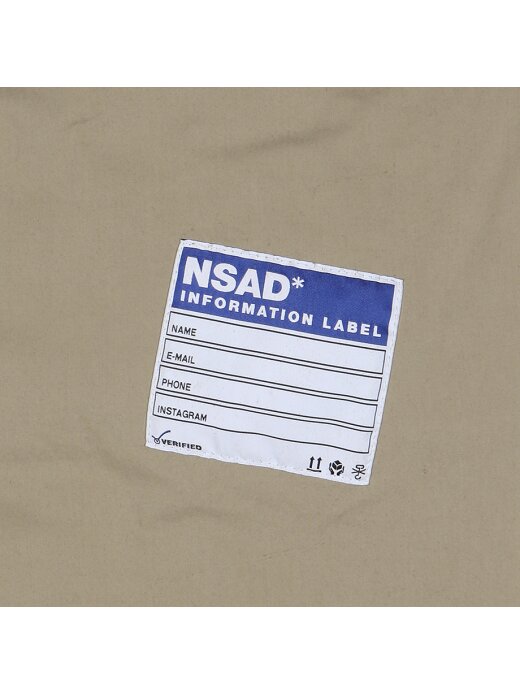 NSAD*
INFORMATION LABEL
NAME
E-MAIL
PHONE
INSTAGRAM
VERIFIED